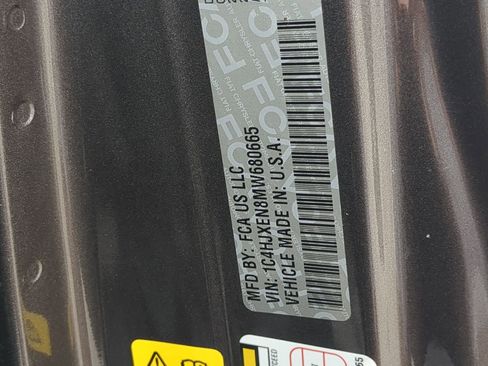 MFD BY: FCA US LLC
VIN: 1C4HJXEN8MW680665
VEHICLE MADE IN: U.S.A.